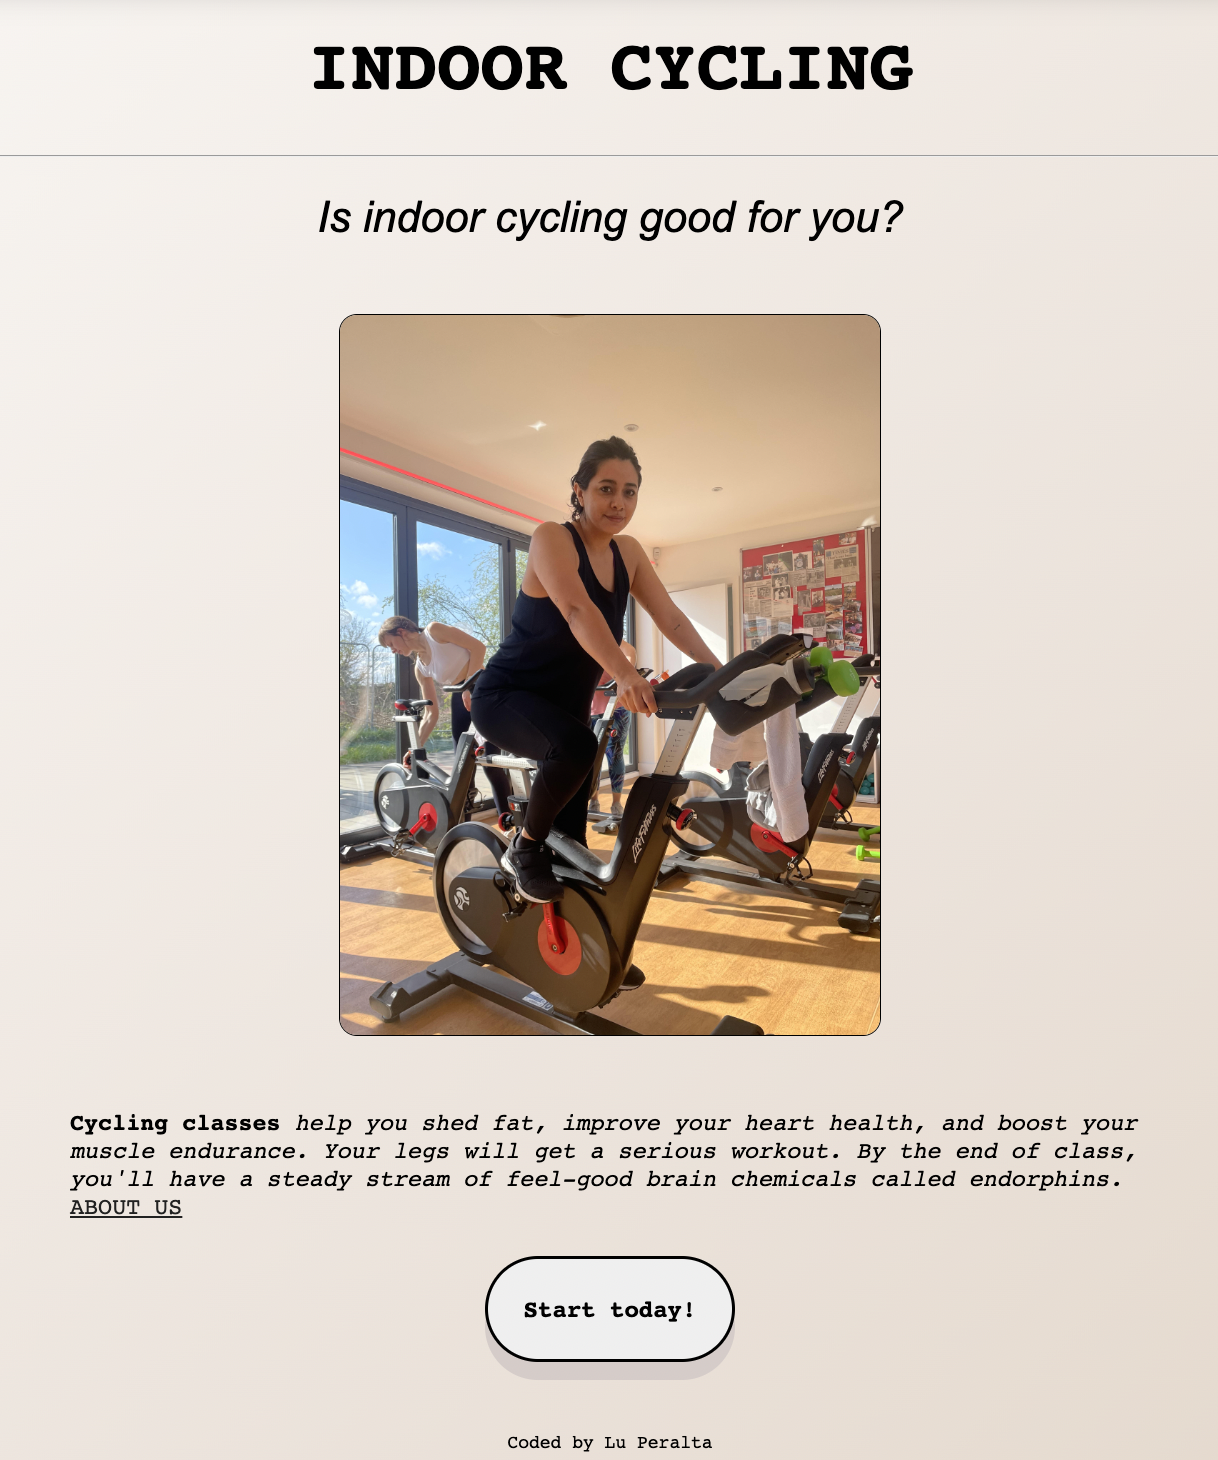 INDOOR CYCLING
Is indoor cycling good for you?
LifeFitness
LifeFitness
Cycling classes help you shed fat, improve your heart health, and boost your
muscle endurance. Your legs will get a serious workout. By the end of class,
you'll have a steady stream of feel-good brain chemicals called endorphins.
ABOUT US
Start today!
Coded by Lu Peralta